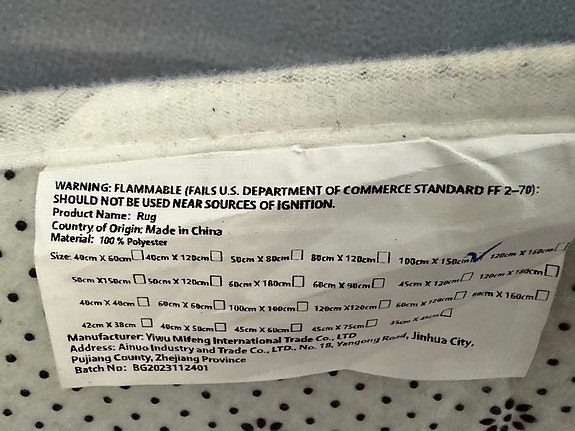 WARNING: FLAMMABLE (FAILS U.S. DEPARTMENT OF COMMERCE STANDARD FF 2–70):
SHOULD NOT BE USED NEAR SOURCES OF IGNITION.
Product Name: Rug
Country of Origin: Made in China
Material: 100 % Polyester
Size: 40cm X 60cm☐ 40cm X 120cm☐ 50cm X 80cm☐ 80cm X 120cm☐ 100cm X 150cm☑ 120cm X 160cm☐
50cm X150cm☐ 50cm X 120cm☐ 60cm X 180cm☐ 60cm X 90cm☐ 45cm X 120cm☐ 120cm X 180cm☐
40cm X 40cm☐ 60cm X 60cm☐ 100cm X 100cm☐ 120cm X120cm☐ 60cm X 120cm☐ 80cm X 160cm☐
42cm X 38cm ☐ 40cm X 50cm☐ 45cm X 60cm☐ 45cm X 75cm☐ 35cm X 45cm☐
Manufacturer: Yiwu Mifeng International Trade Co., LTD
Address: Ainuo Industry and Trade Co., LTD., No. 18, Yangong Road, Jinhua City,
Pujiang County, Zhejiang Province
Batch No: BG2023112401